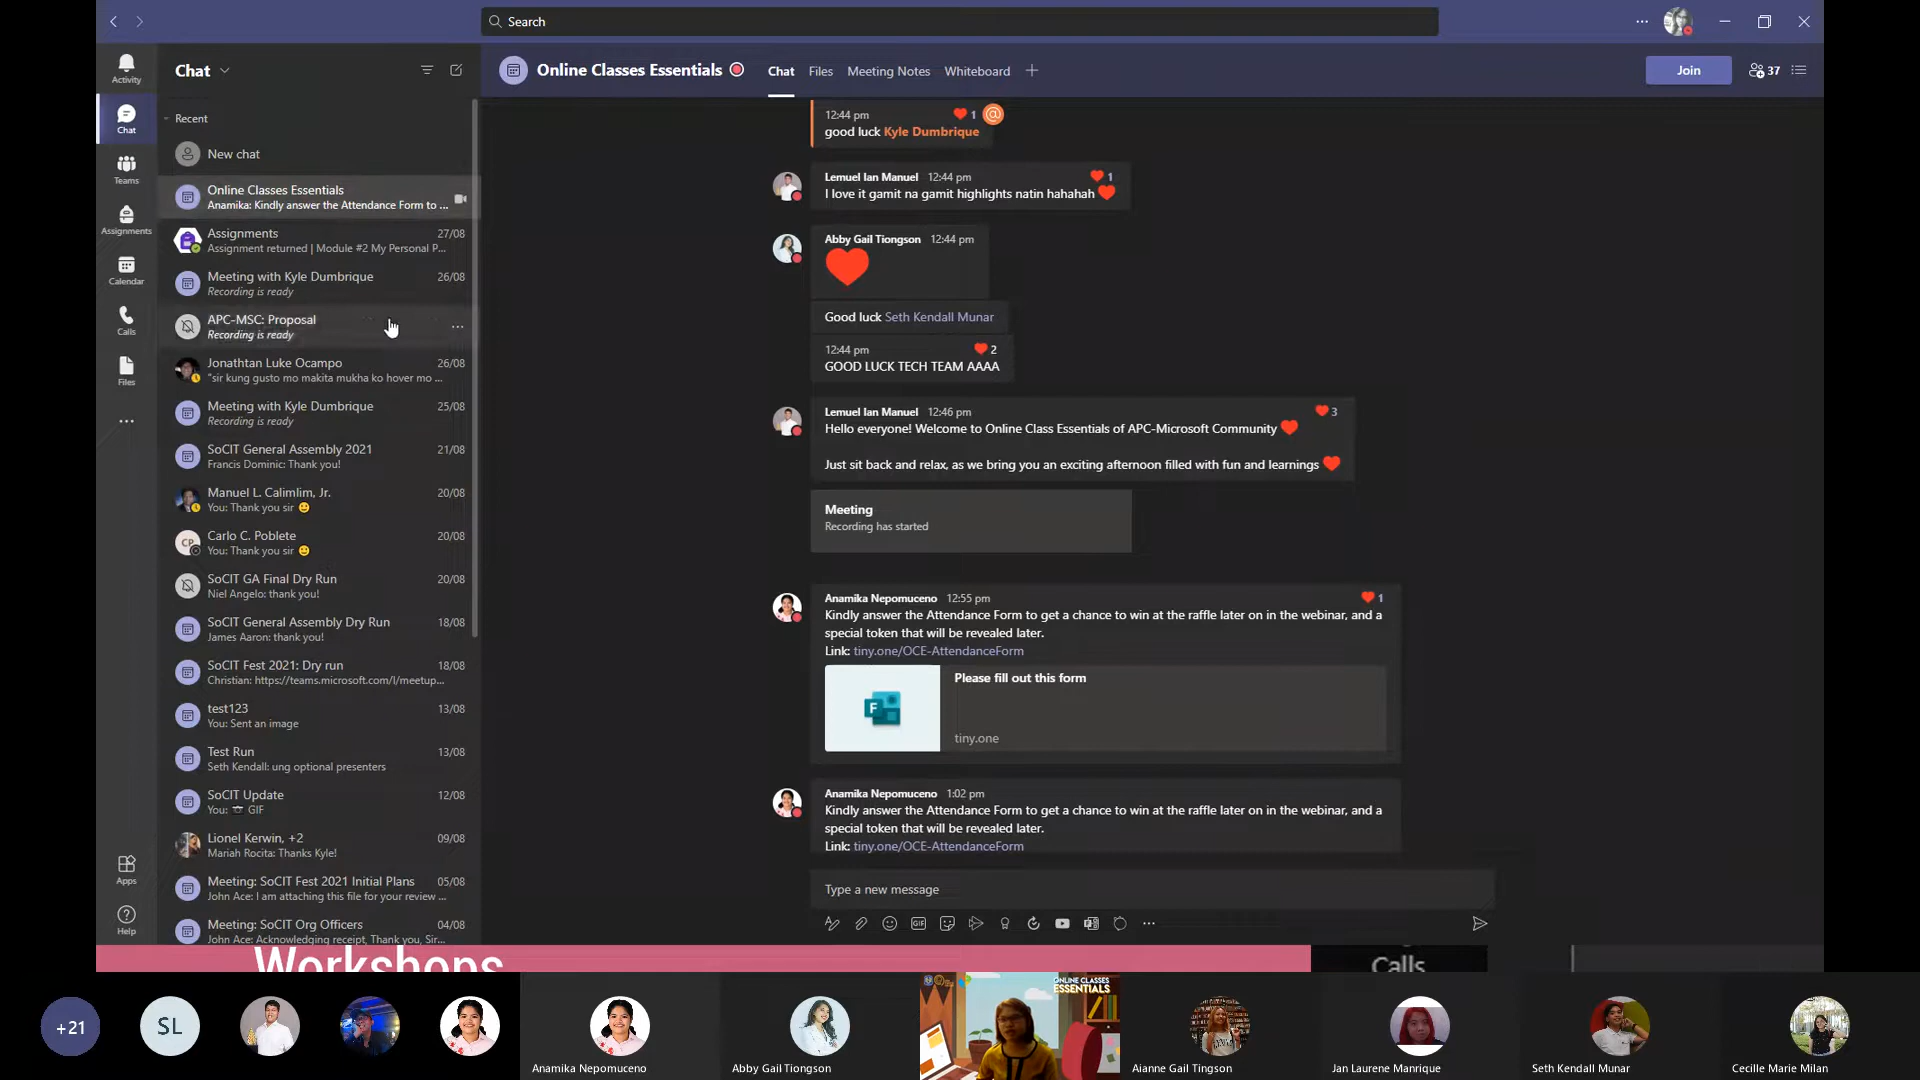 Search
Activity
Chat
Teams
Assignments
Calendar
Calls
Files
Apps
Help
Chat
Recent
New chat
Online Classes Essentials
Anamika: Kindly answer the Attendance Form to ...
Assignments 27/08
Assignment returned | Module #2 My Personal P...
Meeting with Kyle Dumbrique 26/08
Recording is ready
APC-MSC: Proposal
Recording is ready
Jonathtan Luke Ocampo 26/08
"sir kung gusto mo makita mukha ko hover mo ...
Meeting with Kyle Dumbrique 25/08
Recording is ready
SoCIT General Assembly 2021 21/08
Francis Dominic: Thank you!
Manuel L. Calimlim, Jr. 20/08
You: Thank you sir 🙂
CP
Carlo C. Poblete 20/08
You: Thank you sir 🙂
SoCIT GA Final Dry Run 20/08
Niel Angelo: thank you!
SoCIT General Assembly Dry Run 18/08
James Aaron: thank you!
SoCIT Fest 2021: Dry run 18/08
Christian: https://teams.microsoft.com/l/meetup...
test123 13/08
You: Sent an image
Test Run 13/08
Seth Kendall: ung optional presenters
SoCIT Update 12/08
You: GIF
Lionel Kerwin, +2 09/08
Mariah Rocita: Thanks Kyle!
Meeting: SoCIT Fest 2021 Initial Plans 05/08
John Ace: I am attaching this file for your review ...
Meeting: SoCIT Org Officers 04/08
John Ace: Acknowledging receipt, Thank you, Sir...
Online Classes Essentials
Chat Files Meeting Notes Whiteboard
Join
37
12:44 pm ❤ 1 @
good luck Kyle Dumbrique
Lemuel Ian Manuel 12:44 pm ❤ 1
I love it gamit na gamit highlights natin hahahah ❤
Abby Gail Tiongson 12:44 pm
❤
Good luck Seth Kendall Munar
12:44 pm ❤ 2
GOOD LUCK TECH TEAM AAAA
Lemuel Ian Manuel 12:46 pm ❤ 3
Hello everyone! Welcome to Online Class Essentials of APC-Microsoft Community ❤
Just sit back and relax, as we bring you an exciting afternoon filled with fun and learnings ❤
Meeting
Recording has started
Anamika Nepomuceno 12:55 pm ❤ 1
Kindly answer the Attendance Form to get a chance to win at the raffle later on in the webinar, and a
special token that will be revealed later.
Link: tiny.one/OCE-AttendanceForm
F
Please fill out this form
tiny.one
Anamika Nepomuceno 1:02 pm
Kindly answer the Attendance Form to get a chance to win at the raffle later on in the webinar, and a
special token that will be revealed later.
Link: tiny.one/OCE-AttendanceForm
Type a new message
GIF
Workshops
Calls
+21
SL
Anamika Nepomuceno
Abby Gail Tiongson
ONLINE CLASSES
ESSENTIALS
Aianne Gail Tingson
Jan Laurene Manrique
Seth Kendall Munar
Cecille Marie Milan